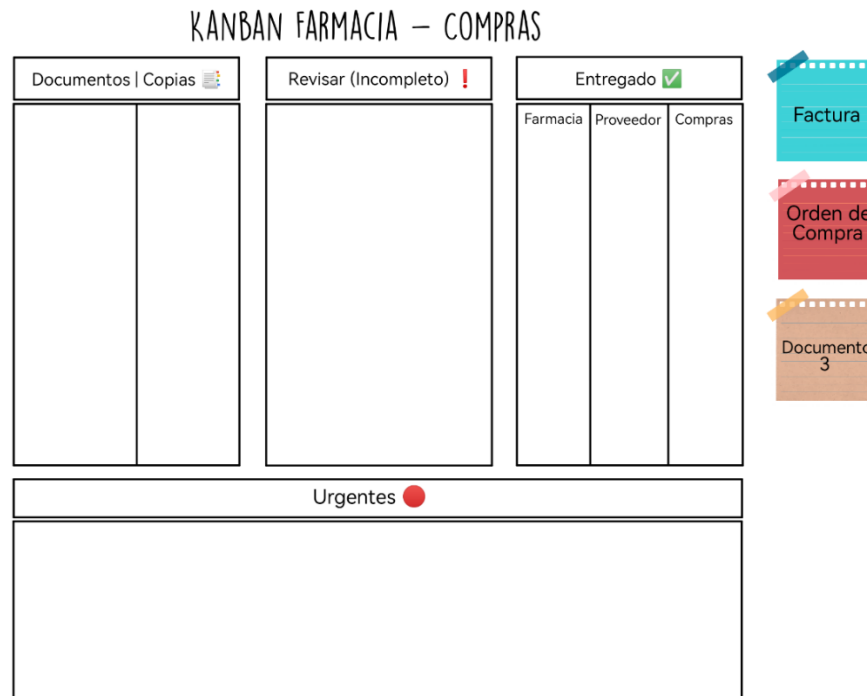 KANBAN FARMACIA – COMPRAS
Documentos | Copias
Revisar (Incompleto) ❗
Entregado ✅
Farmacia
Proveedor
Compras
Factura
Orden de
Compra
Documento
3
Urgentes 🔴